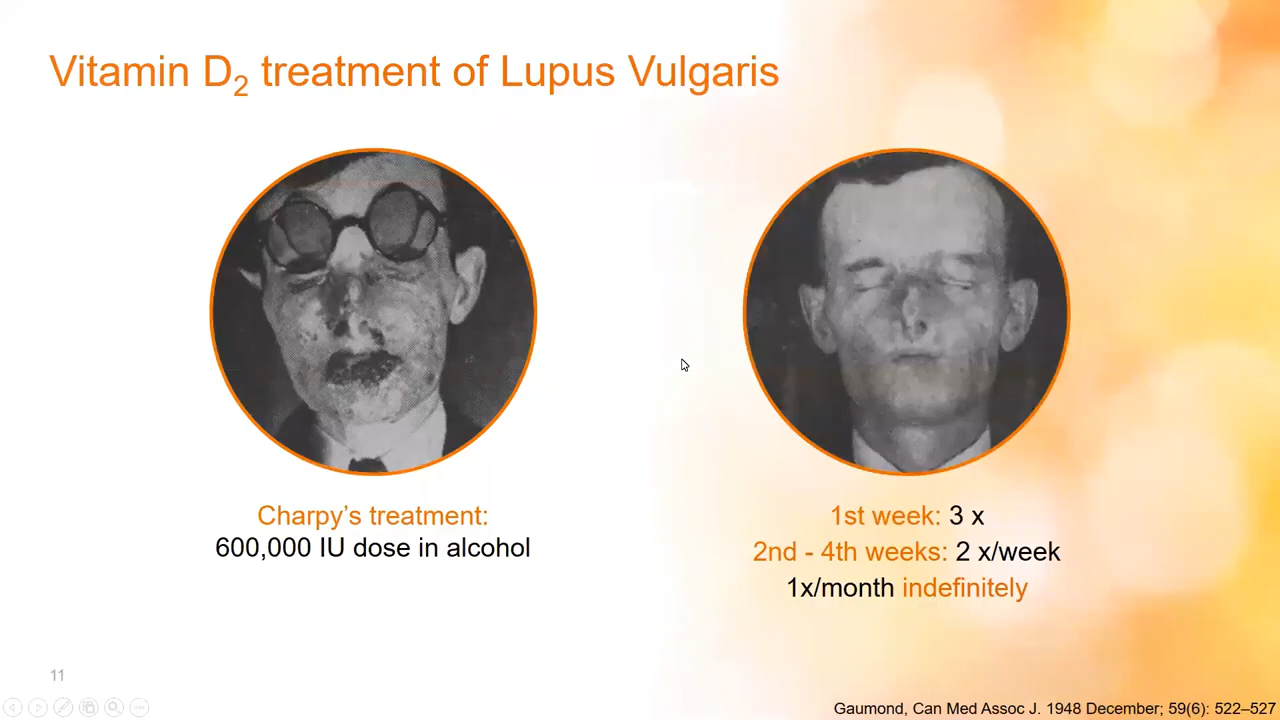 Vitamin D₂ treatment of Lupus Vulgaris
Charpy’s treatment:
600,000 IU dose in alcohol
1st week: 3 x
2nd - 4th weeks: 2 x/week
1x/month indefinitely
11
Gaumond, Can Med Assoc J. 1948 December; 59(6): 522–527